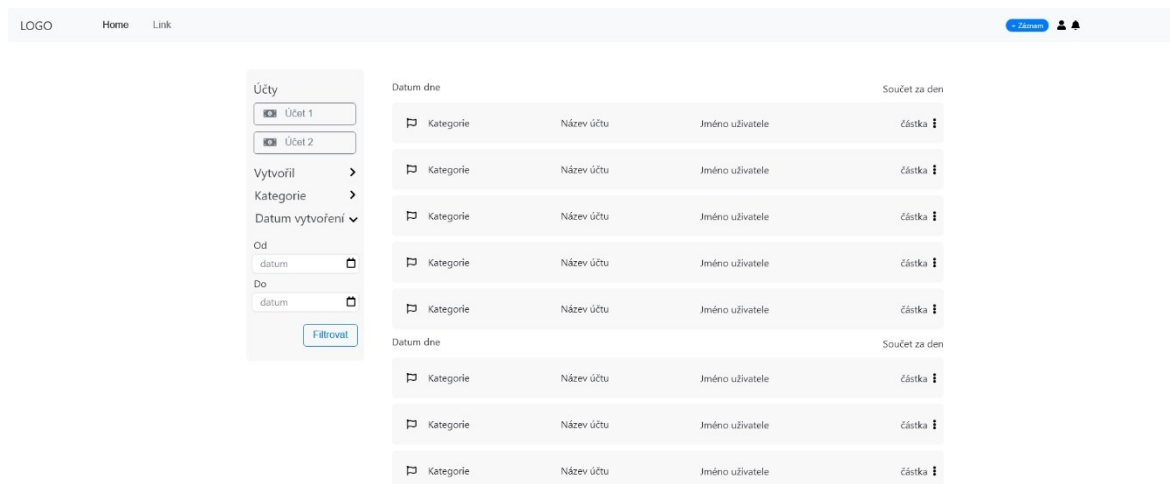 LOGO Home Link + Záznam
Účty
Účet 1
Účet 2
Vytvořil
Kategorie
Datum vytvoření
Od
datum
Do
datum
Filtrovat
Datum dne Součet za den
Kategorie Název účtu Jméno uživatele částka
Kategorie Název účtu Jméno uživatele částka
Kategorie Název účtu Jméno uživatele částka
Kategorie Název účtu Jméno uživatele částka
Kategorie Název účtu Jméno uživatele částka
Datum dne Součet za den
Kategorie Název účtu Jméno uživatele částka
Kategorie Název účtu Jméno uživatele částka
Kategorie Název účtu Jméno uživatele částka